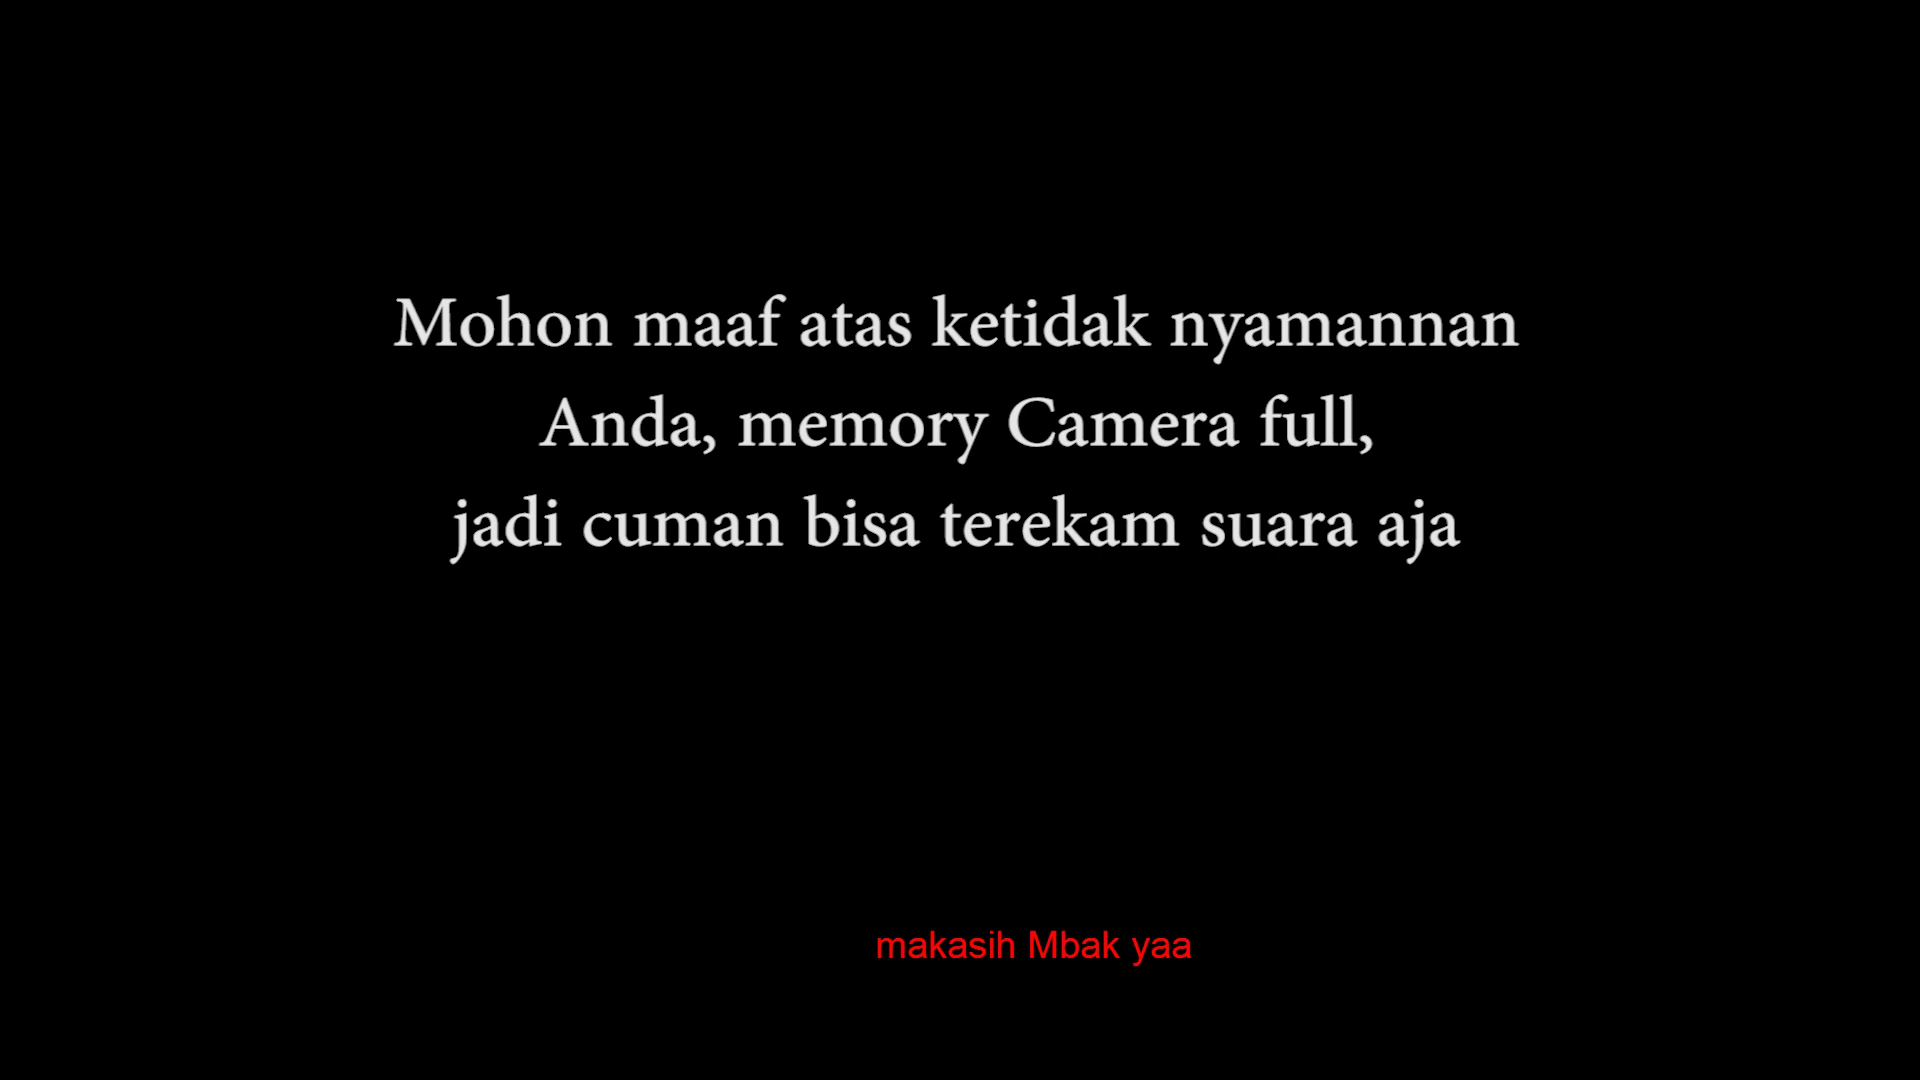 Mohon maaf atas ketidak nyamannan
Anda, memory Camera full,
jadi cuman bisa terekam suara aja
makasih Mbak yaa